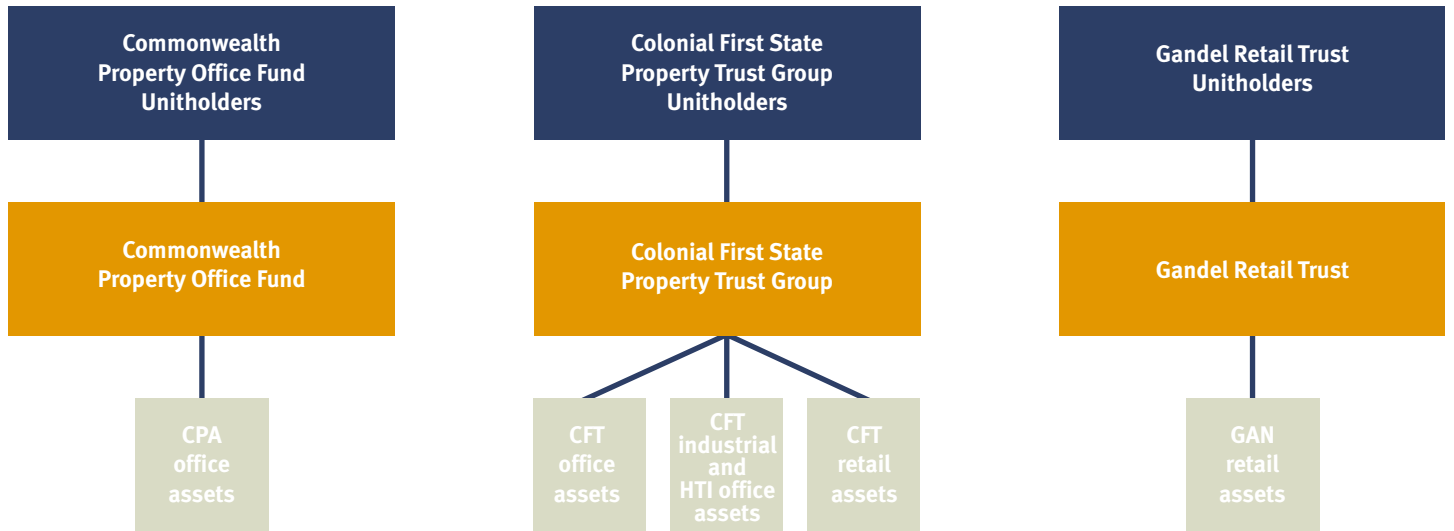 Commonwealth
Property Office Fund
Unitholders
Colonial First State
Property Trust Group
Unitholders
Gandel Retail Trust
Unitholders
Commonwealth
Property Office Fund
Colonial First State
Property Trust Group
Gandel Retail Trust
CPA
office
assets
CFT
office
assets
CFT
industrial
and
HTI office
assets
CFT
retail
assets
GAN
retail
assets